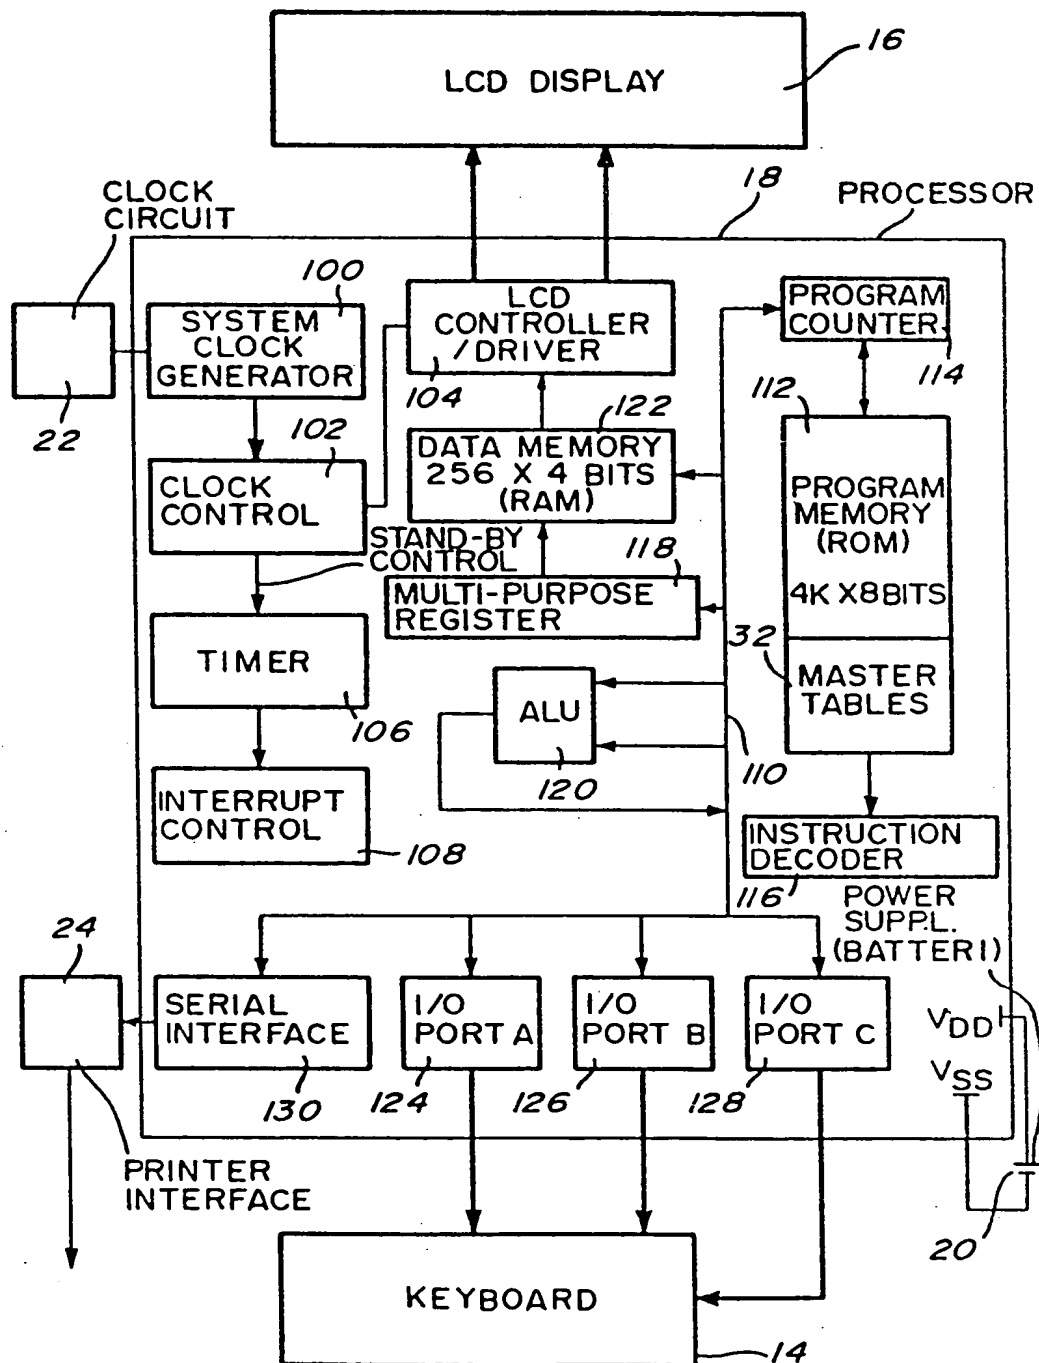 16
LCD DISPLAY
CLOCK
CIRCUIT
18
PROCESSOR
100
SYSTEM
CLOCK
GENERATOR
22
LCD
CONTROLLER
/DRIVER
104
PROGRAM
COUNTER
114
112
102
CLOCK
CONTROL
122
DATA MEMORY
256 X 4 BITS
(RAM)
PROGRAM
MEMORY
(ROM)
4K X8BITS
STAND-BY
CONTROL
118
MULTI-PURPOSE
REGISTER
32
MASTER
TABLES
TIMER
106
ALU
120
110
INTERRUPT
CONTROL
108
INSTRUCTION
DECODER
116
POWER
SUPP.L.
(BATTER1)
24
SERIAL
INTERFACE
130
I/O
PORT A
124
I/O
PORT B
126
I/O
PORT C
128
VDD
VSS
PRINTER
INTERFACE
20
KEYBOARD
14